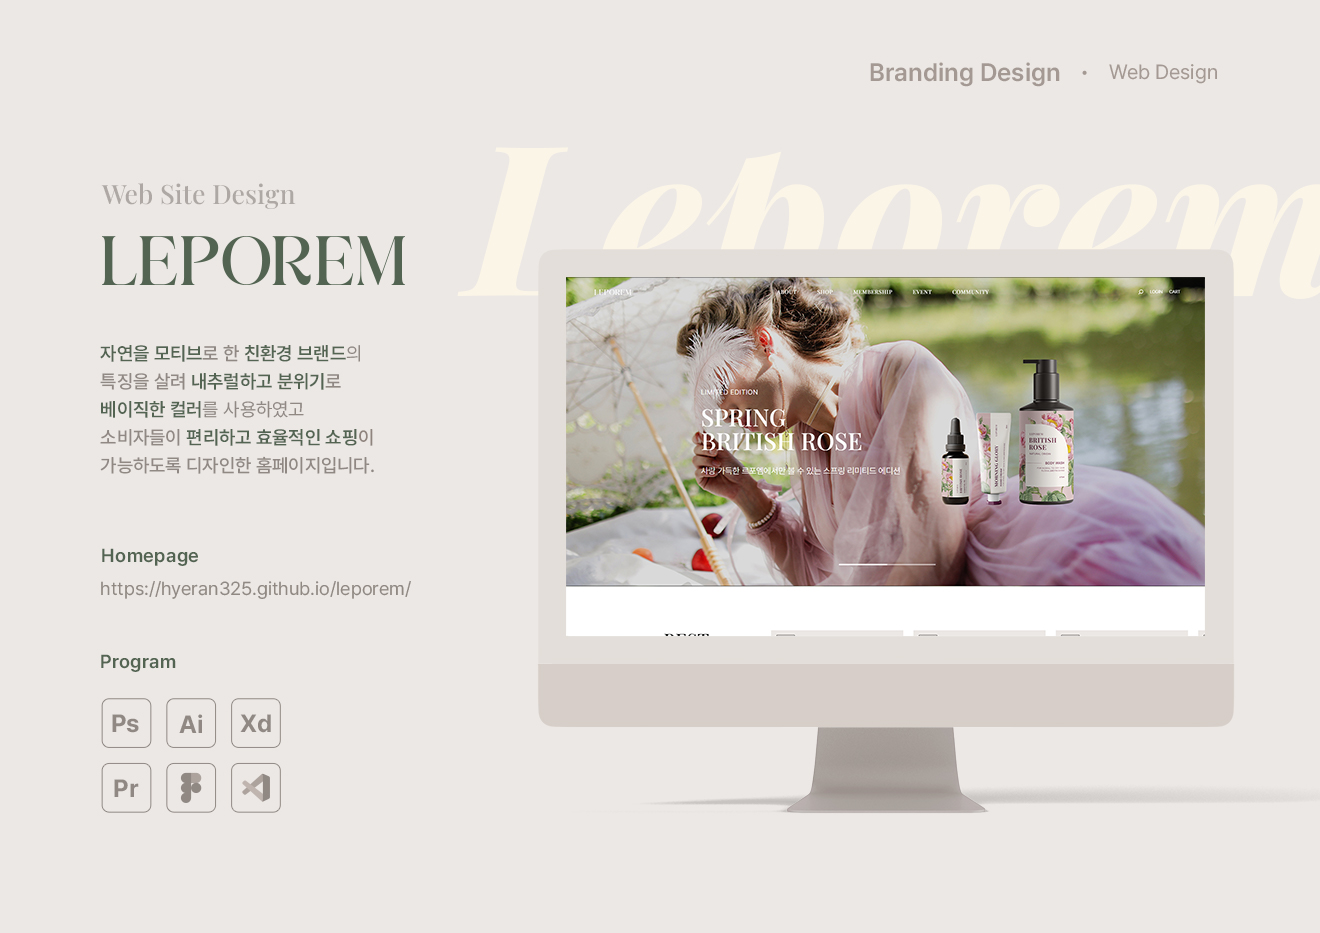 Branding Design • Web Design
Leporem
Web Site Design
LEPOREM
자연을 모티브로 한 친환경 브랜드의
특징을 살려 내추럴하고 분위기로
베이직한 컬러를 사용하였고
소비자들이 편리하고 효율적인 쇼핑이
가능하도록 디자인한 홈페이지입니다.
Homepage
https://hyeran325.github.io/leporem/
Program
Ps Ai Xd
Pr
LEPOREM ABOUT SHOP MEMBERSHIP EVENT COMMUNITY LOGIN CART
LIMITED EDITION
SPRING
BRITISH ROSE
사랑 가득한 르포엠에서만 볼 수 있는 스프링 리미티드 에디션
MORNING GLORY
BRITISH
ROSE
BODY WASH
BEST